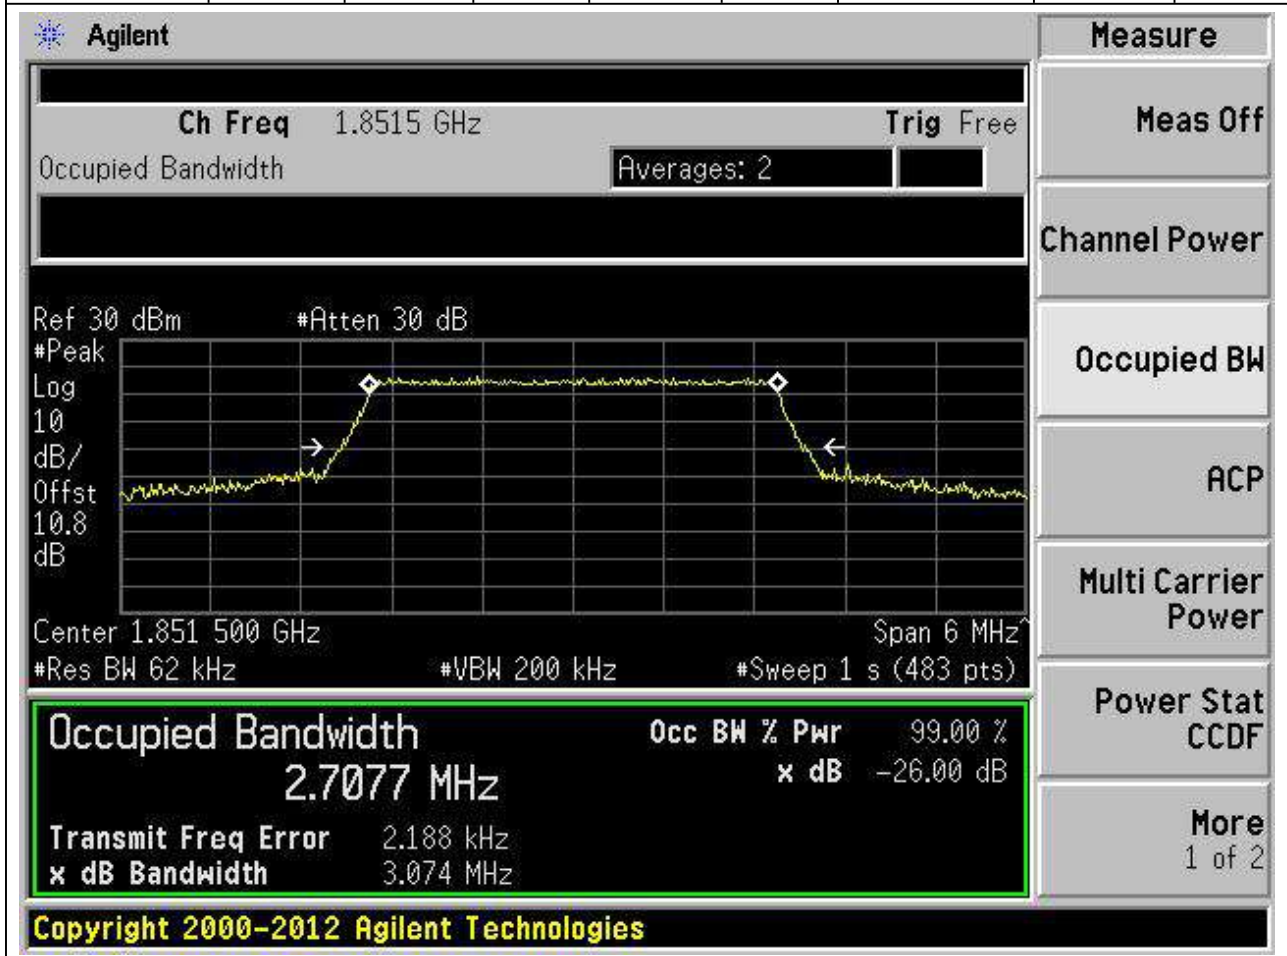 Agilent
Measure
Ch Freq 1.8515 GHz
Trig Free
Occupied Bandwidth
Averages: 2
Meas Off
Channel Power
Occupied BW
ACP
Multi Carrier
Power
Power Stat
CCDF
More
1 of 2
Ref 30 dBm
#Atten 30 dB
#Peak
Log
10
dB/
Offst
10.8
dB
Center 1.851 500 GHz
Span 6 MHz^
#Res BW 62 kHz
#VBW 200 kHz
#Sweep 1 s (483 pts)
Occupied Bandwidth
2.7077 MHz
Occ BW % Pwr 99.00 %
x dB -26.00 dB
Transmit Freq Error 2.188 kHz
x dB Bandwidth 3.074 MHz
Copyright 2000-2012 Agilent Technologies